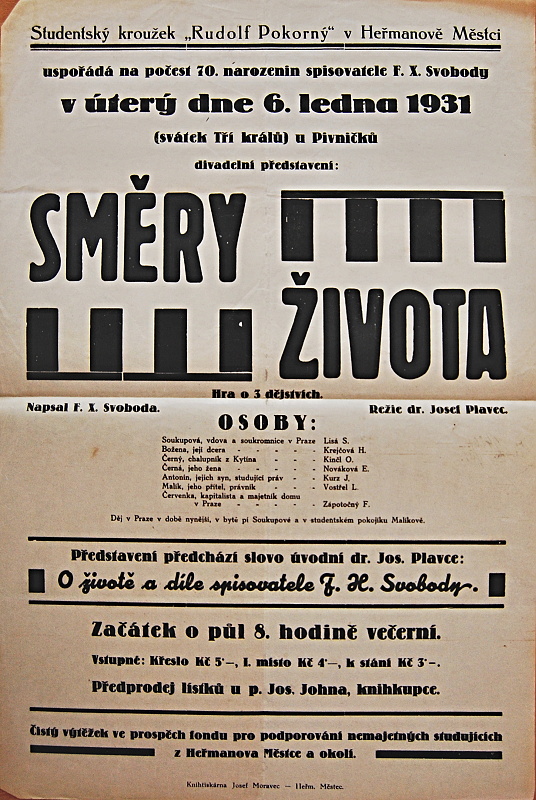 Studentský kroužek „Rudolf Pokorný" v Heřmanově Městci
uspořádá na počest 70. narozenin spisovatele F. X. Svobody
v úterý dne 6. ledna 1931
(svátek Tří králů) u Pivničků
divadelní představení:
SMĚRY
ŽIVOTA
Hra o 3 dějstvích.
Napsal F. X. Svoboda.
Režie dr. Josef Plavec.
OSOBY:
Soukupová, vdova a soukromnice v Praze Lisá S.
Božena, její dcera - - - - - Krejčová H.
Černý, chalupník z Kytína - - - - Kinčl O.
Černá, jeho žena - - - - - Nováková E.
Antonín, jejich syn, studující práv - - Kurz J.
Malík, jeho přítel, právník - - - - Vostřel L.
Červenka, kapitalista a majetník domu
v Praze - - - - - Zápotočný F.
Děj v Praze v době nynější, v bytě pí Soukupové a v studentském pokojíku Malíkově.
Představení předchází slovo úvodní dr. Jos. Plavce:
O životě a díle spisovatele F. X. Svobody.
Začátek o půl 8. hodině večerní.
Vstupné: Křeslo Kč 5·–, I. místo Kč 4·–, k stání Kč 3·–.
Předprodej lístků u p. Jos. Johna, knihkupce.
Čistý výtěžek ve prospěch fondu pro podporování nemajetných studujících
z Heřmanova Městce a okolí.
Knihtiskárna Josef Moravec — Heřm. Městec.